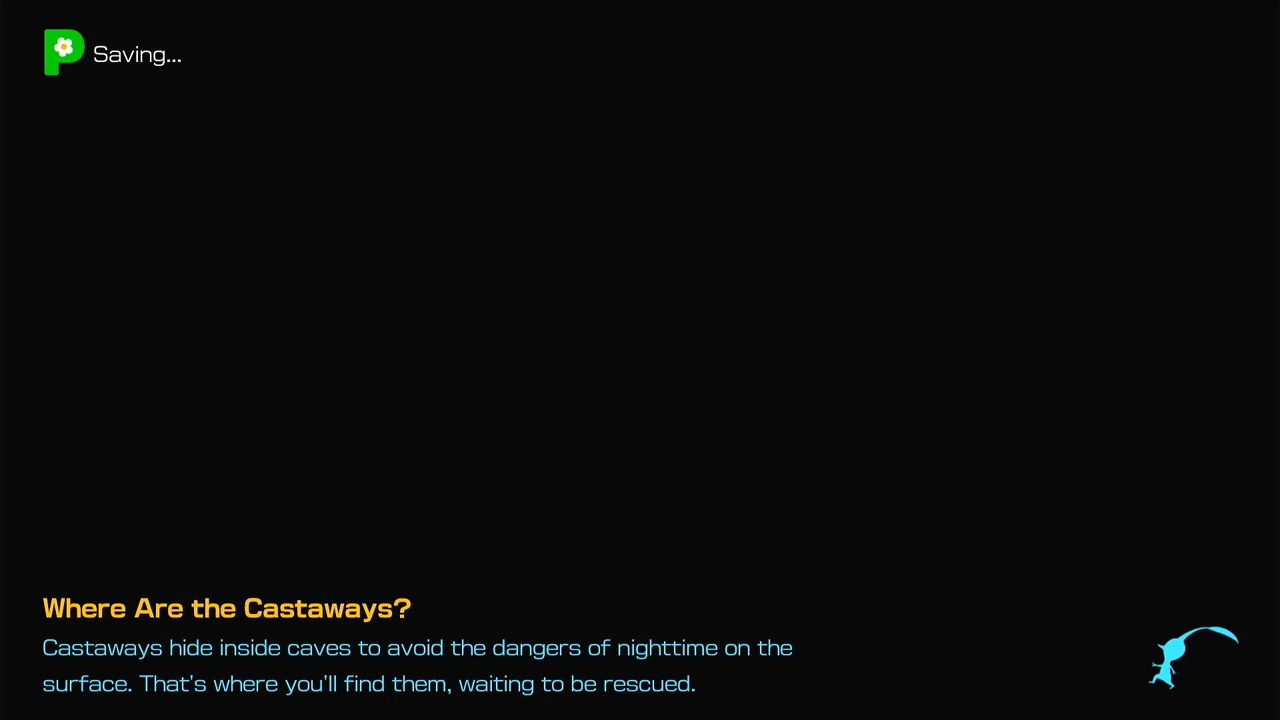 P Saving...
Where Are the Castaways?
Castaways hide inside caves to avoid the dangers of nighttime on the
surface. That's where you'll find them, waiting to be rescued.